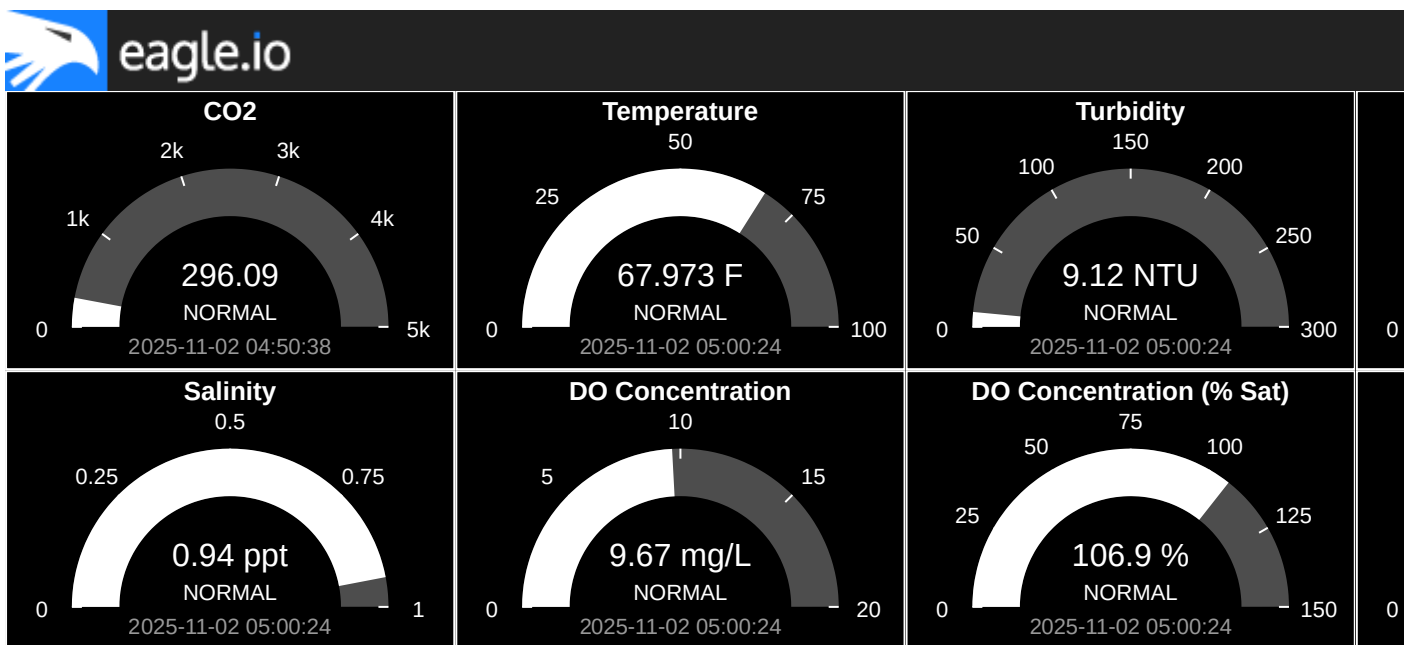 eagle.io
CO2
0
1k
2k
3k
4k
5k
296.09
NORMAL
2025-11-02 04:50:38
Temperature
0
25
50
75
100
67.973 F
NORMAL
2025-11-02 05:00:24
Turbidity
0
50
100
150
200
250
300
9.12 NTU
NORMAL
2025-11-02 05:00:24
0
Salinity
0
0.25
0.5
0.75
1
0.94 ppt
NORMAL
2025-11-02 05:00:24
DO Concentration
0
5
10
15
20
9.67 mg/L
NORMAL
2025-11-02 05:00:24
DO Concentration (% Sat)
0
25
50
75
100
125
150
106.9 %
NORMAL
2025-11-02 05:00:24
0